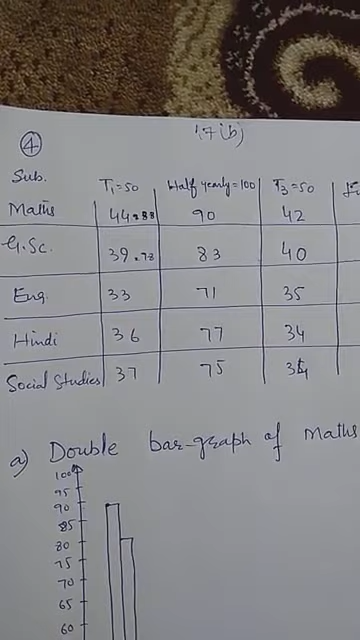 17(b)
4
Sub. T1=50 Half yearly=100 T3=50
Maths 44.88 90 42
G.Sc. 39.78 83 40
Eng. 33 71 35
Hindi 36 77 34
Social Studies 37 75 34
a) Double bar-graph of Maths
100
95
90
85
80
75
70
65
60